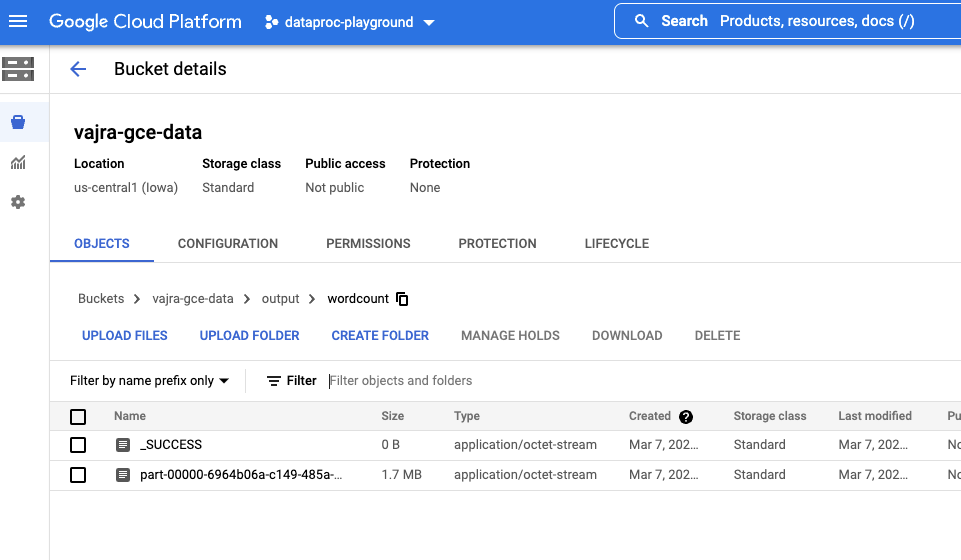 Google Cloud Platform dataproc-playground Search Products, resources, docs (/)
Bucket details
vajra-gce-data
Location Storage class Public access Protection
us-central1 (Iowa) Standard Not public None
OBJECTS CONFIGURATION PERMISSIONS PROTECTION LIFECYCLE
Buckets > vajra-gce-data > output > wordcount
UPLOAD FILES UPLOAD FOLDER CREATE FOLDER MANAGE HOLDS DOWNLOAD DELETE
Filter by name prefix only Filter Filter objects and folders
Name Size Type Created ? Storage class Last modified Pu
_SUCCESS 0 B application/octet-stream Mar 7, 202... Standard Mar 7, 202... No
part-00000-6964b06a-c149-485a-... 1.7 MB application/octet-stream Mar 7, 202... Standard Mar 7, 202... No